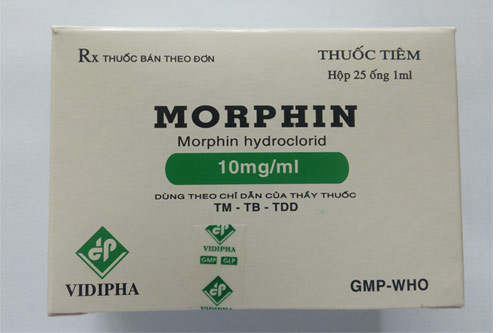 Rx THUỐC BÁN THEO ĐƠN
THUỐC TIÊM
Hộp 25 ống 1ml
MORPHIN
Morphin hydroclorid
10mg/ml
DÙNG THEO CHỈ DẪN CỦA THẦY THUỐC
TM - TB - TDD
VIDIPHA
GMP GLP
VIDIPHA
VIDIPHA
GMP-WHO